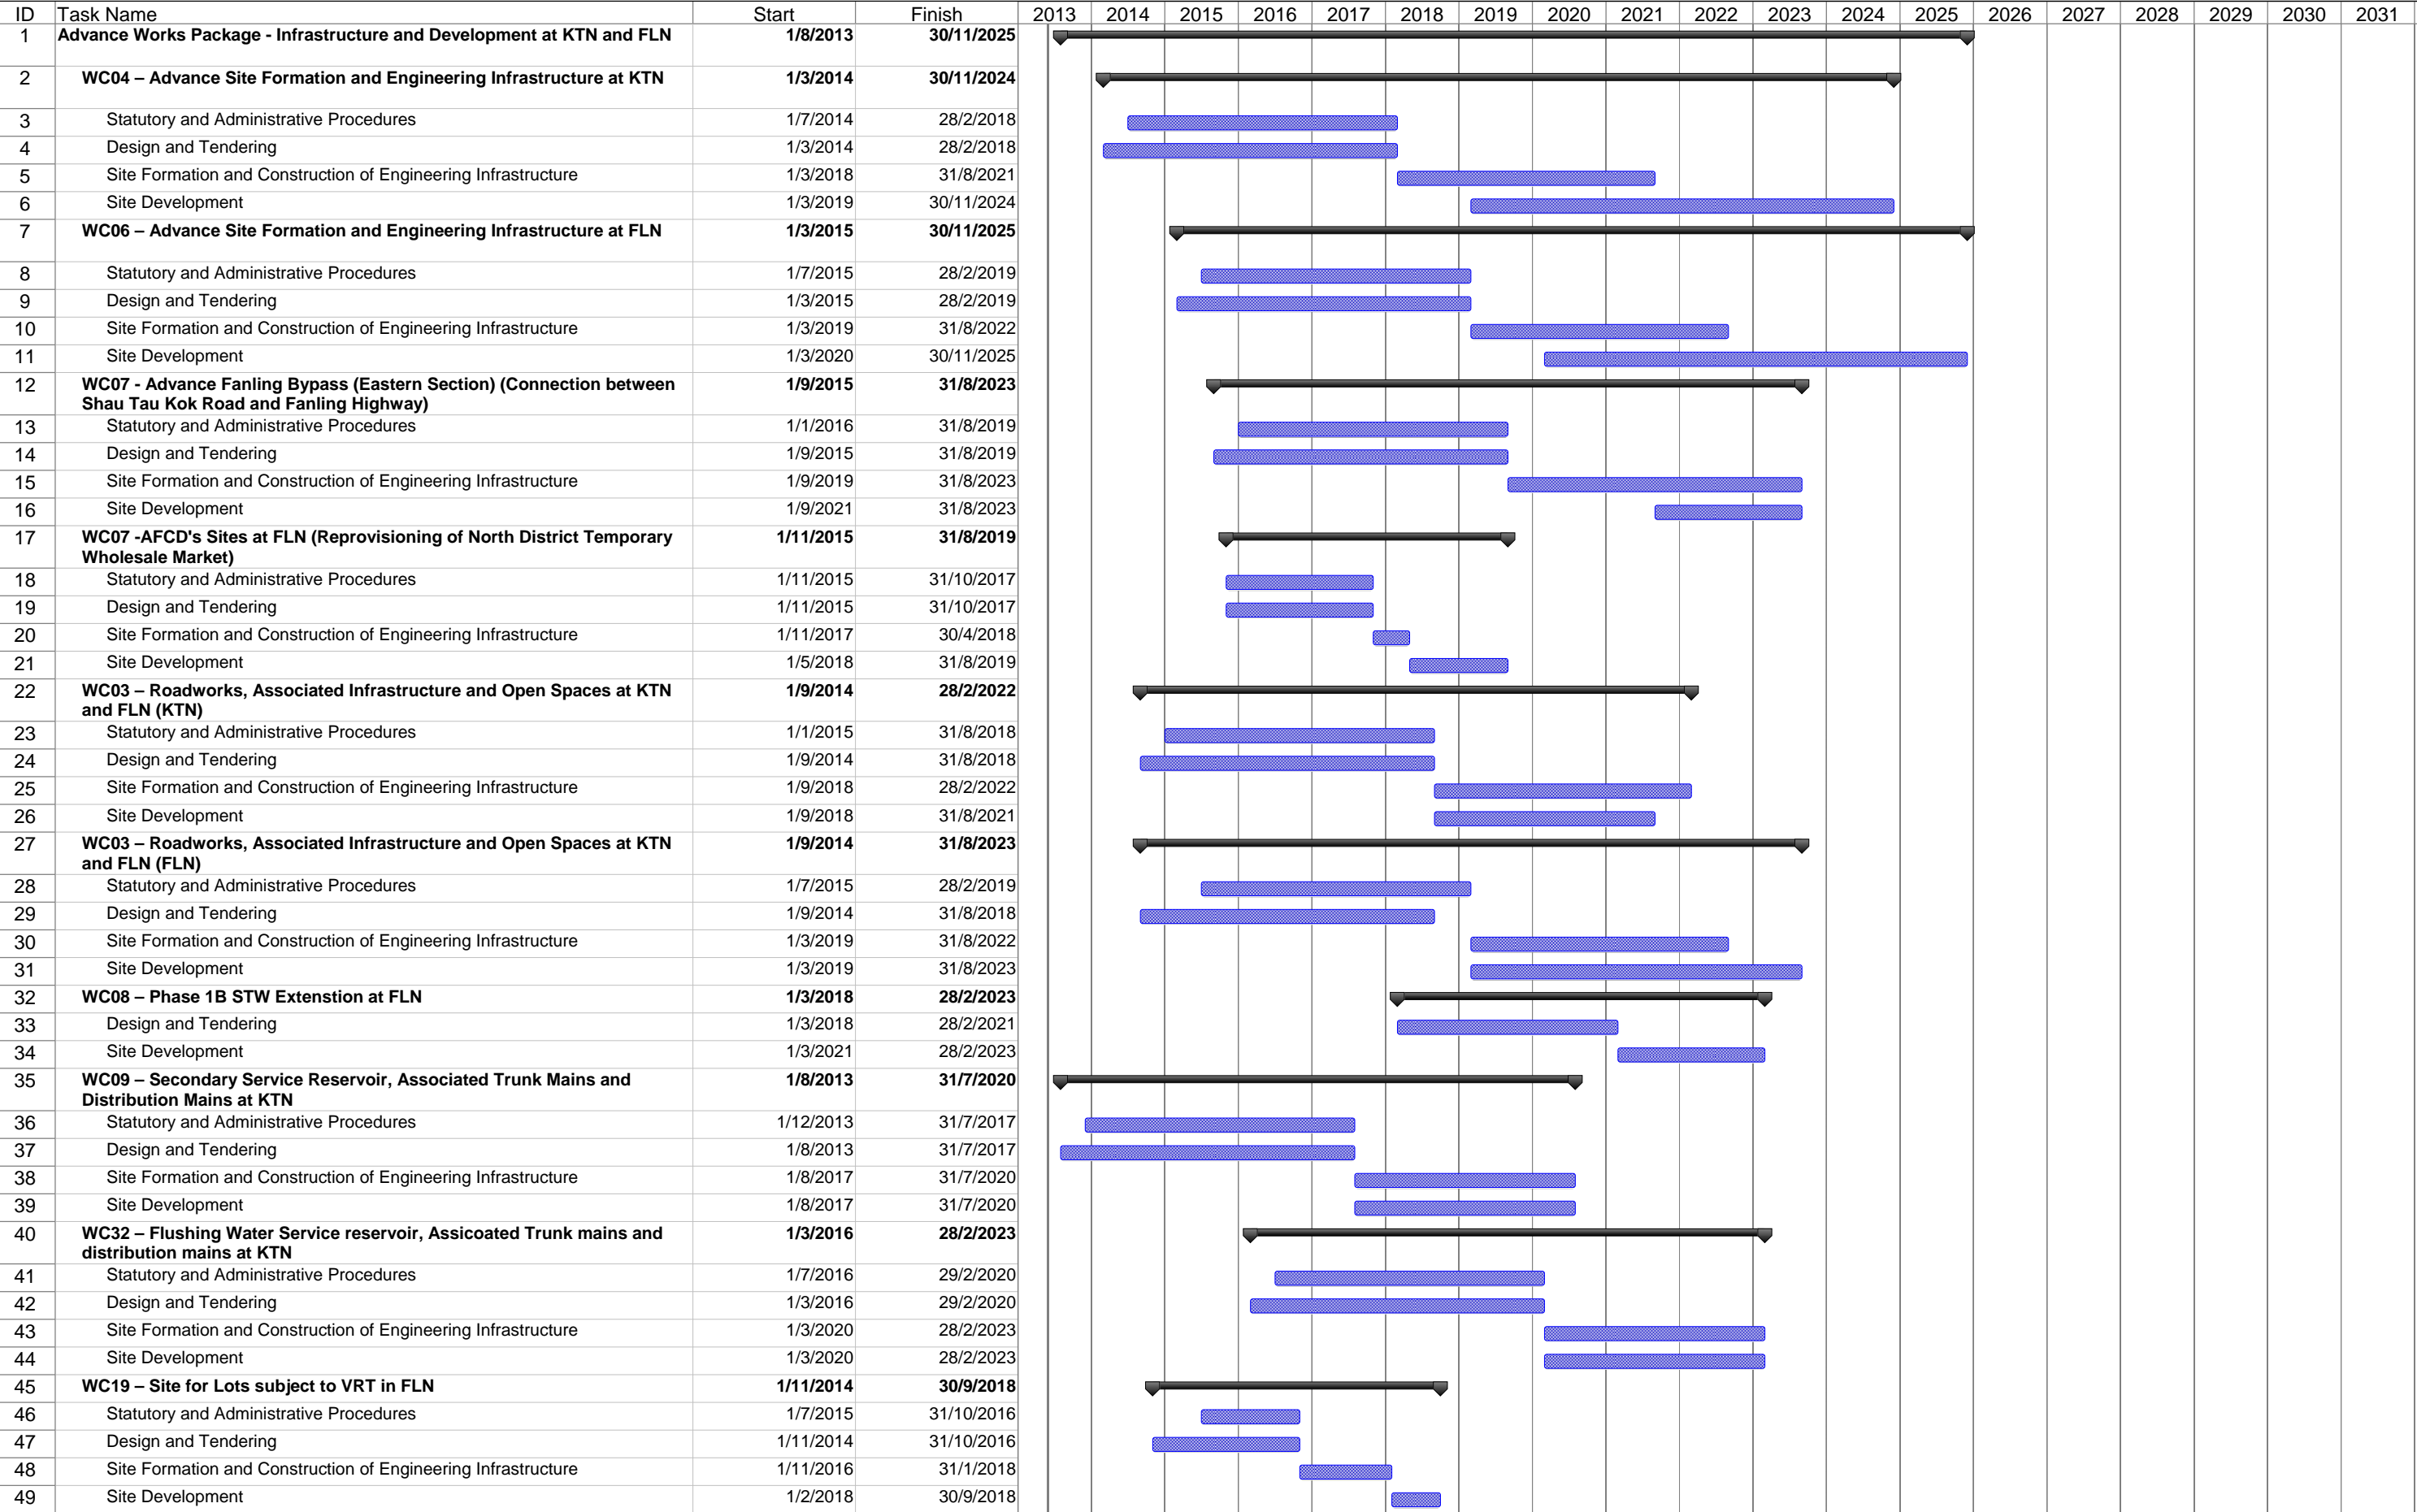 ID Task Name Start Finish 2013 2014 2015 2016 2017 2018 2019 2020 2021 2022 2023 2024 2025 2026 2027 2028 2029 2030 2031
1 Advance Works Package - Infrastructure and Development at KTN and FLN 1/8/2013 30/11/2025
2 WC04 – Advance Site Formation and Engineering Infrastructure at KTN 1/3/2014 30/11/2024
3 Statutory and Administrative Procedures 1/7/2014 28/2/2018
4 Design and Tendering 1/3/2014 28/2/2018
5 Site Formation and Construction of Engineering Infrastructure 1/3/2018 31/8/2021
6 Site Development 1/3/2019 30/11/2024
7 WC06 – Advance Site Formation and Engineering Infrastructure at FLN 1/3/2015 30/11/2025
8 Statutory and Administrative Procedures 1/7/2015 28/2/2019
9 Design and Tendering 1/3/2015 28/2/2019
10 Site Formation and Construction of Engineering Infrastructure 1/3/2019 31/8/2022
11 Site Development 1/3/2020 30/11/2025
12 WC07 - Advance Fanling Bypass (Eastern Section) (Connection between 1/9/2015 31/8/2023
Shau Tau Kok Road and Fanling Highway)
13 Statutory and Administrative Procedures 1/1/2016 31/8/2019
14 Design and Tendering 1/9/2015 31/8/2019
15 Site Formation and Construction of Engineering Infrastructure 1/9/2019 31/8/2023
16 Site Development 1/9/2021 31/8/2023
17 WC07 -AFCD's Sites at FLN (Reprovisioning of North District Temporary 1/11/2015 31/8/2019
Wholesale Market)
18 Statutory and Administrative Procedures 1/11/2015 31/10/2017
19 Design and Tendering 1/11/2015 31/10/2017
20 Site Formation and Construction of Engineering Infrastructure 1/11/2017 30/4/2018
21 Site Development 1/5/2018 31/8/2019
22 WC03 – Roadworks, Associated Infrastructure and Open Spaces at KTN 1/9/2014 28/2/2022
and FLN (KTN)
23 Statutory and Administrative Procedures 1/1/2015 31/8/2018
24 Design and Tendering 1/9/2014 31/8/2018
25 Site Formation and Construction of Engineering Infrastructure 1/9/2018 28/2/2022
26 Site Development 1/9/2018 31/8/2021
27 WC03 – Roadworks, Associated Infrastructure and Open Spaces at KTN 1/9/2014 31/8/2023
and FLN (FLN)
28 Statutory and Administrative Procedures 1/7/2015 28/2/2019
29 Design and Tendering 1/9/2014 31/8/2018
30 Site Formation and Construction of Engineering Infrastructure 1/3/2019 31/8/2022
31 Site Development 1/3/2019 31/8/2023
32 WC08 – Phase 1B STW Extenstion at FLN 1/3/2018 28/2/2023
33 Design and Tendering 1/3/2018 28/2/2021
34 Site Development 1/3/2021 28/2/2023
35 WC09 – Secondary Service Reservoir, Associated Trunk Mains and 1/8/2013 31/7/2020
Distribution Mains at KTN
36 Statutory and Administrative Procedures 1/12/2013 31/7/2017
37 Design and Tendering 1/8/2013 31/7/2017
38 Site Formation and Construction of Engineering Infrastructure 1/8/2017 31/7/2020
39 Site Development 1/8/2017 31/7/2020
40 WC32 – Flushing Water Service reservoir, Assicoated Trunk mains and 1/3/2016 28/2/2023
distribution mains at KTN
41 Statutory and Administrative Procedures 1/7/2016 29/2/2020
42 Design and Tendering 1/3/2016 29/2/2020
43 Site Formation and Construction of Engineering Infrastructure 1/3/2020 28/2/2023
44 Site Development 1/3/2020 28/2/2023
45 WC19 – Site for Lots subject to VRT in FLN 1/11/2014 30/9/2018
46 Statutory and Administrative Procedures 1/7/2015 31/10/2016
47 Design and Tendering 1/11/2014 31/10/2016
48 Site Formation and Construction of Engineering Infrastructure 1/11/2016 31/1/2018
49 Site Development 1/2/2018 30/9/2018